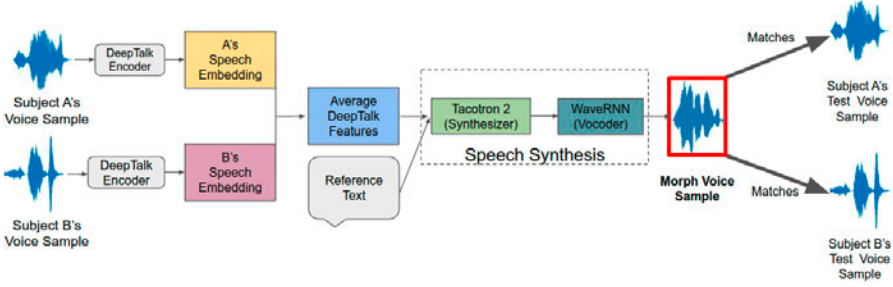 DeepTalk
Encoder
Subject A's
Voice Sample
A's
Speech
Embedding
DeepTalk
Encoder
Subject B's
Voice Sample
B's
Speech
Embedding
Average
DeepTalk
Features
Reference
Text
Tacotron 2
(Synthesizer)
WaveRNN
(Vocoder)
Speech Synthesis
Morph Voice
Sample
Matches
Subject A's
Test Voice
Sample
Matches
Subject B's
Test Voice
Sample